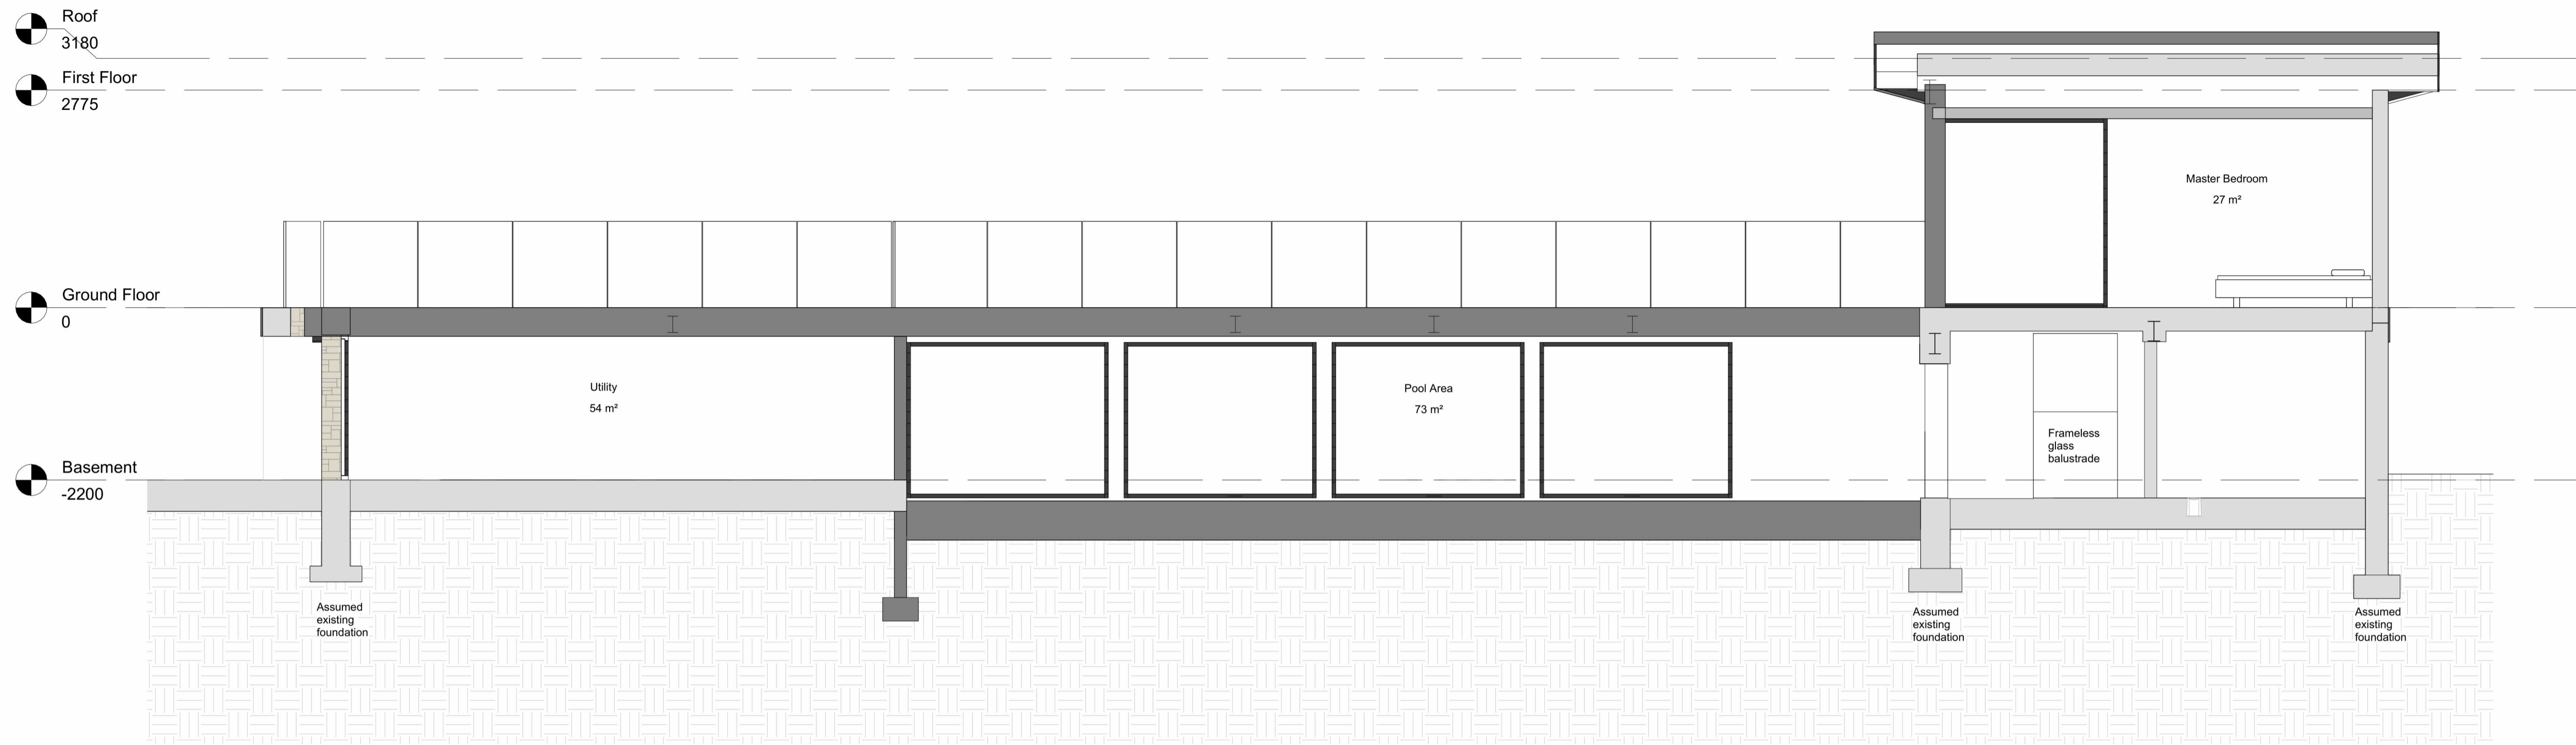 Roof
3180
First Floor
2775
Master Bedroom
27 m²
Ground Floor
0
Utility
54 m²
Pool Area
73 m²
Frameless
glass
balustrade
Basement
-2200
Assumed
existing
foundation
Assumed
existing
foundation
Assumed
existing
foundation